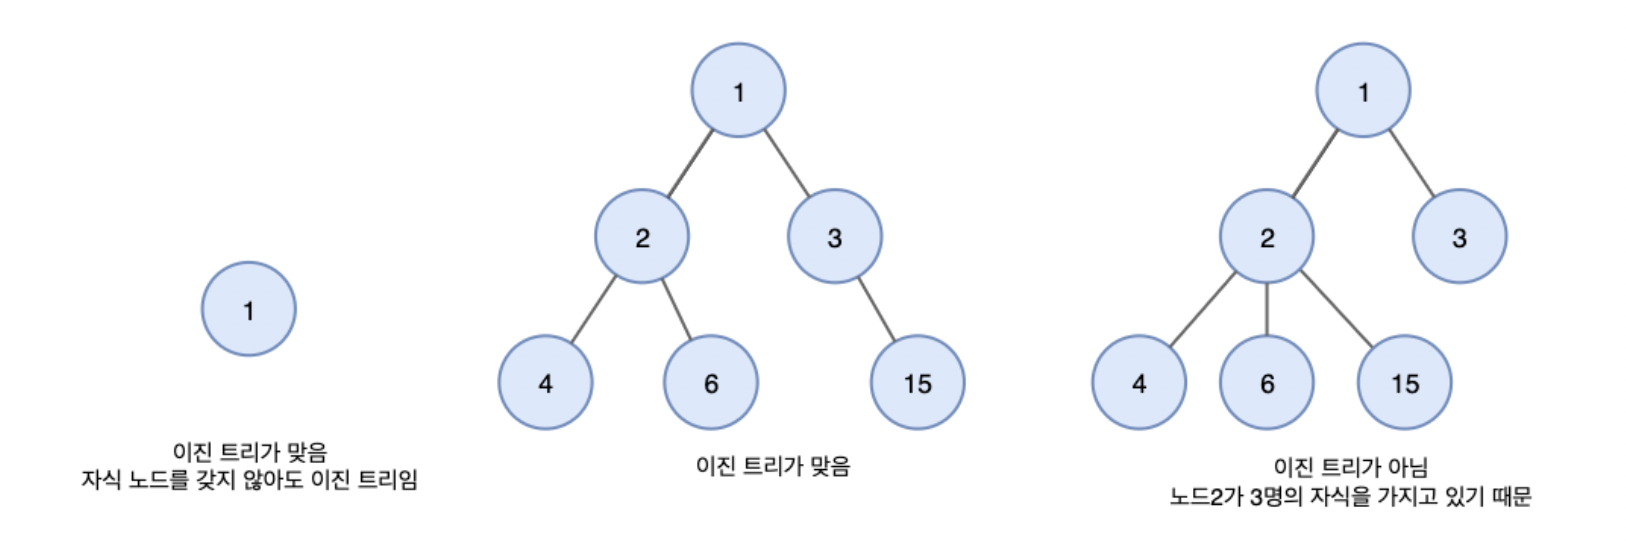 1
이진 트리가 맞음
자식 노드를 갖지 않아도 이진 트리임
1
2 3
4 6 15
이진 트리가 맞음
1
2 3
4 6 15
이진 트리가 아님
노드2가 3명의 자식을 가지고 있기 때문